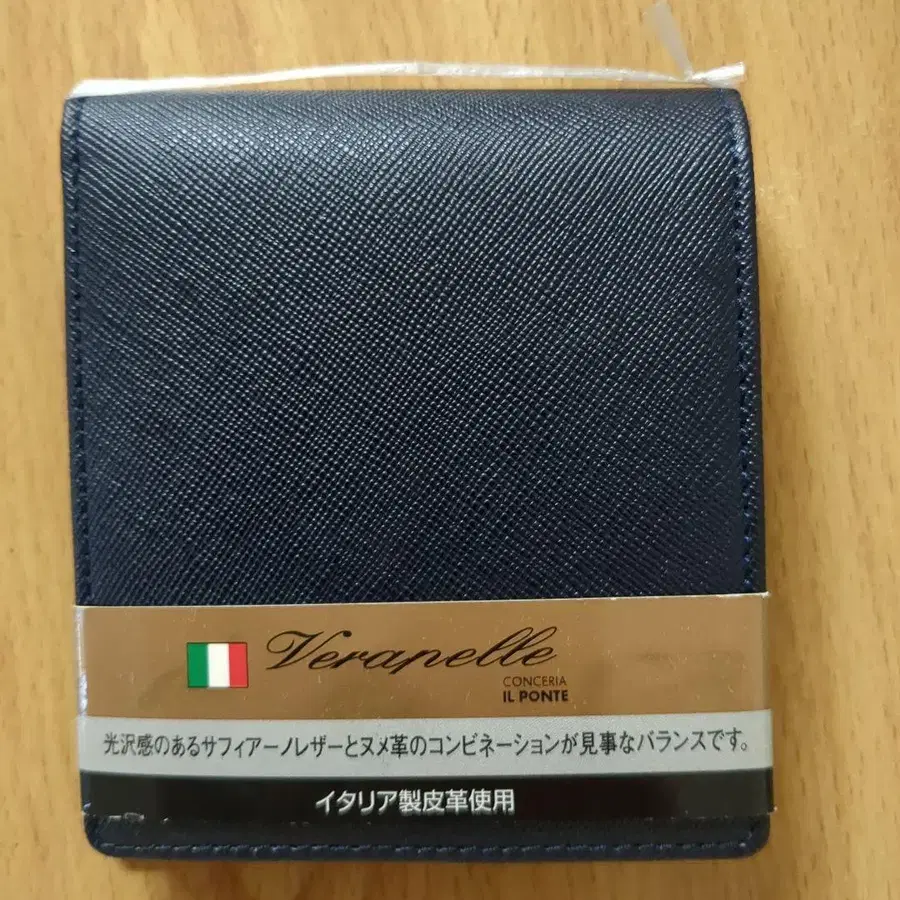 Verapelle
CONCERIA
IL PONTE
光沢感のあるサフィアーノレザーとヌメ革のコンビネーションが見事なバランスです。
イタリア製皮革使用